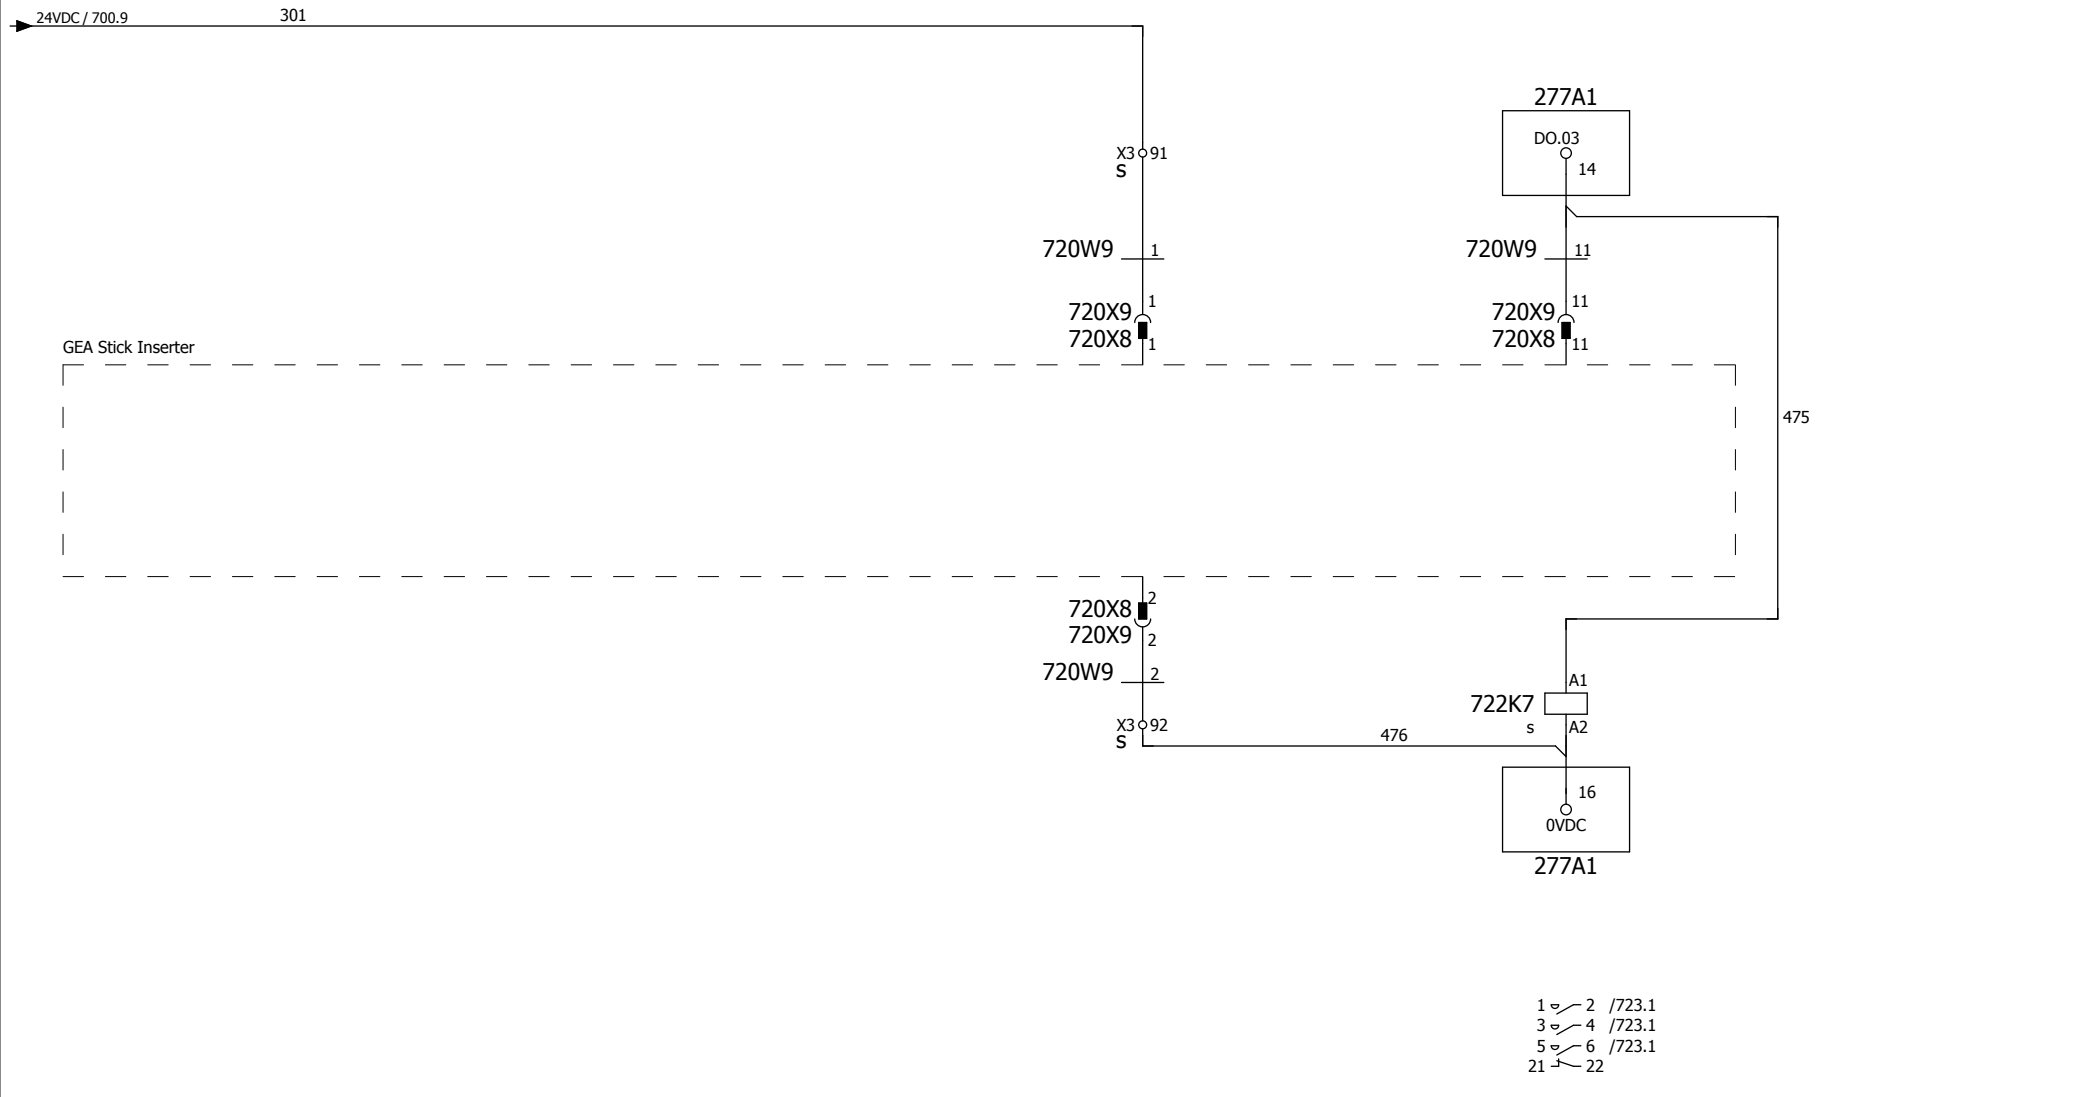 24VDC / 700.9
301
277A1
DO.03
14
X3 91
S
720W9 1
720W9 11
720X9 1
720X8 1
720X9 11
720X8 11
GEA Stick Inserter
475
720X8 2
720X9 2
720W9 2
X3 92
S
476
A1
722K7
s A2
16
0VDC
277A1
1 2 /723.1
3 4 /723.1
5 6 /723.1
21 22